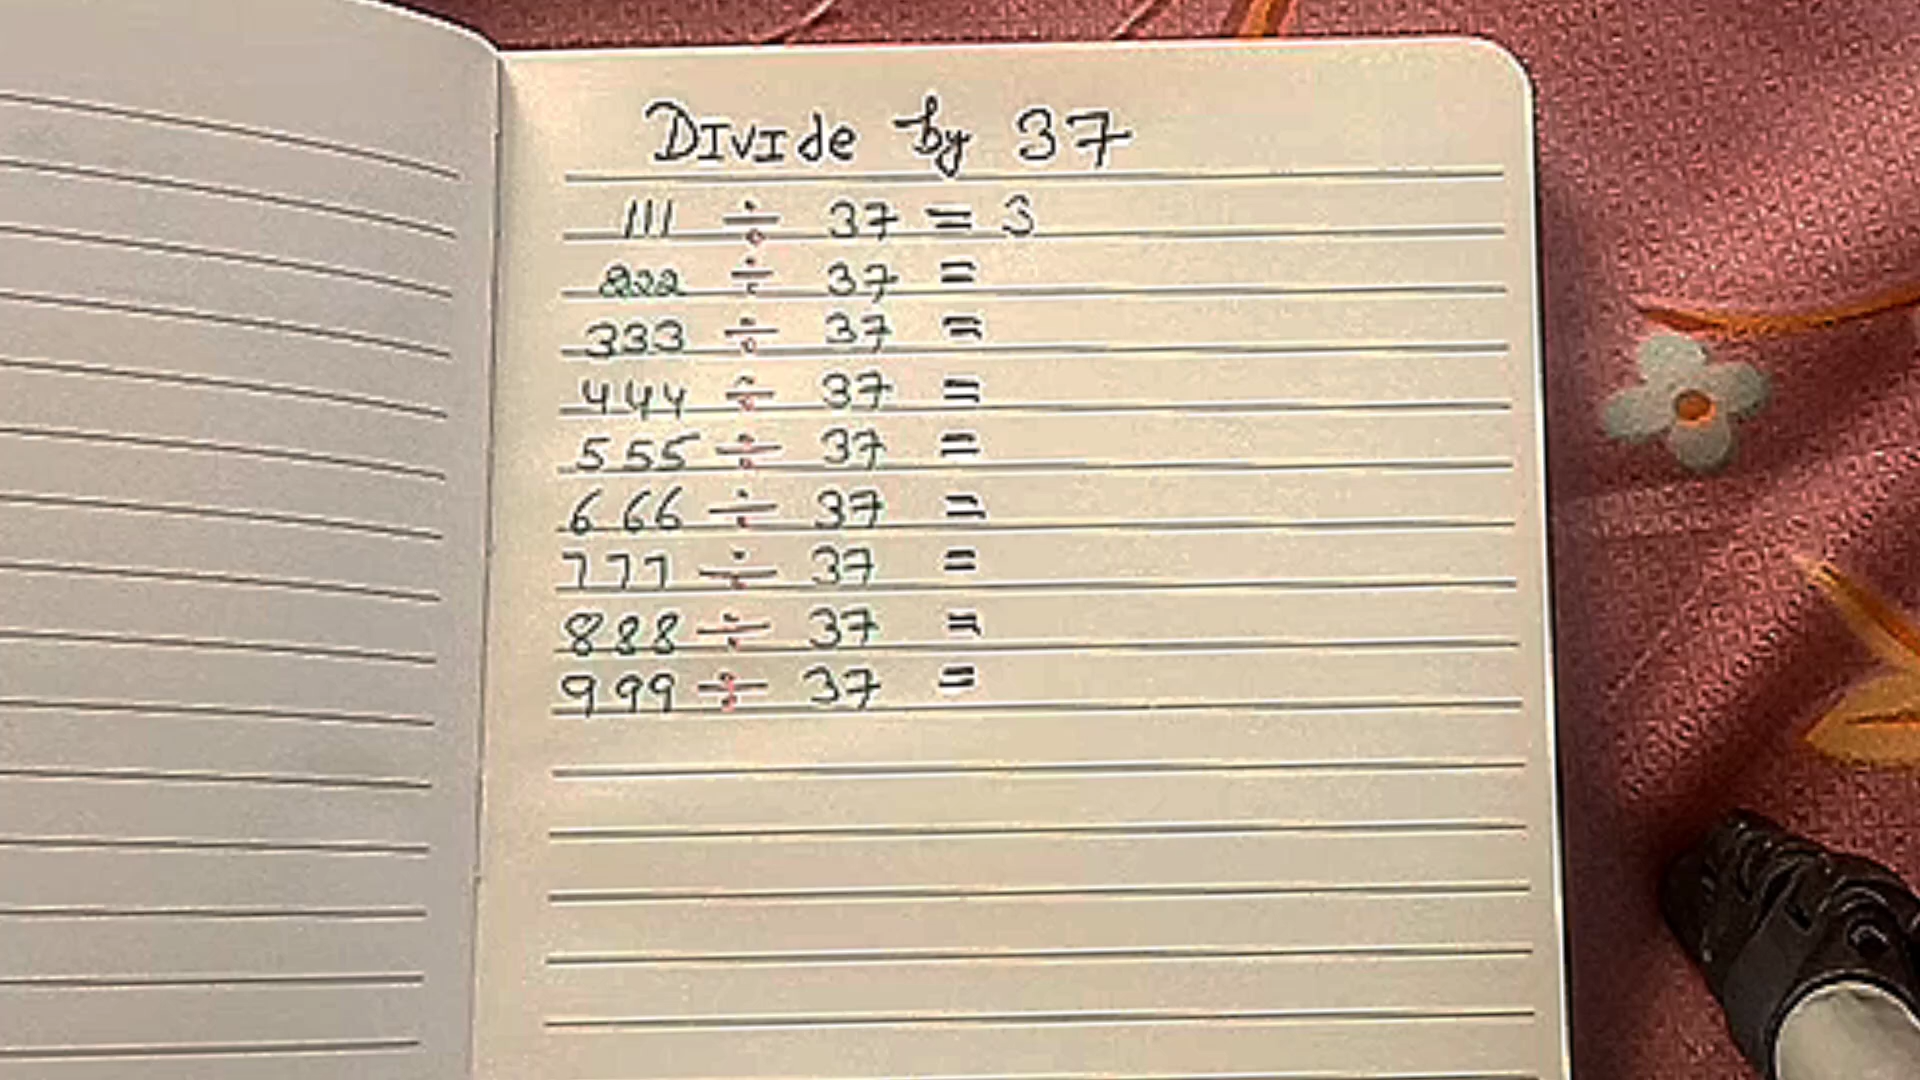 Divide by 37
111 ÷ 37 = 3
222 ÷ 37 =
333 ÷ 37 =
444 ÷ 37 =
555 ÷ 37 =
666 ÷ 37 =
777 ÷ 37 =
888 ÷ 37 =
999 ÷ 37 =